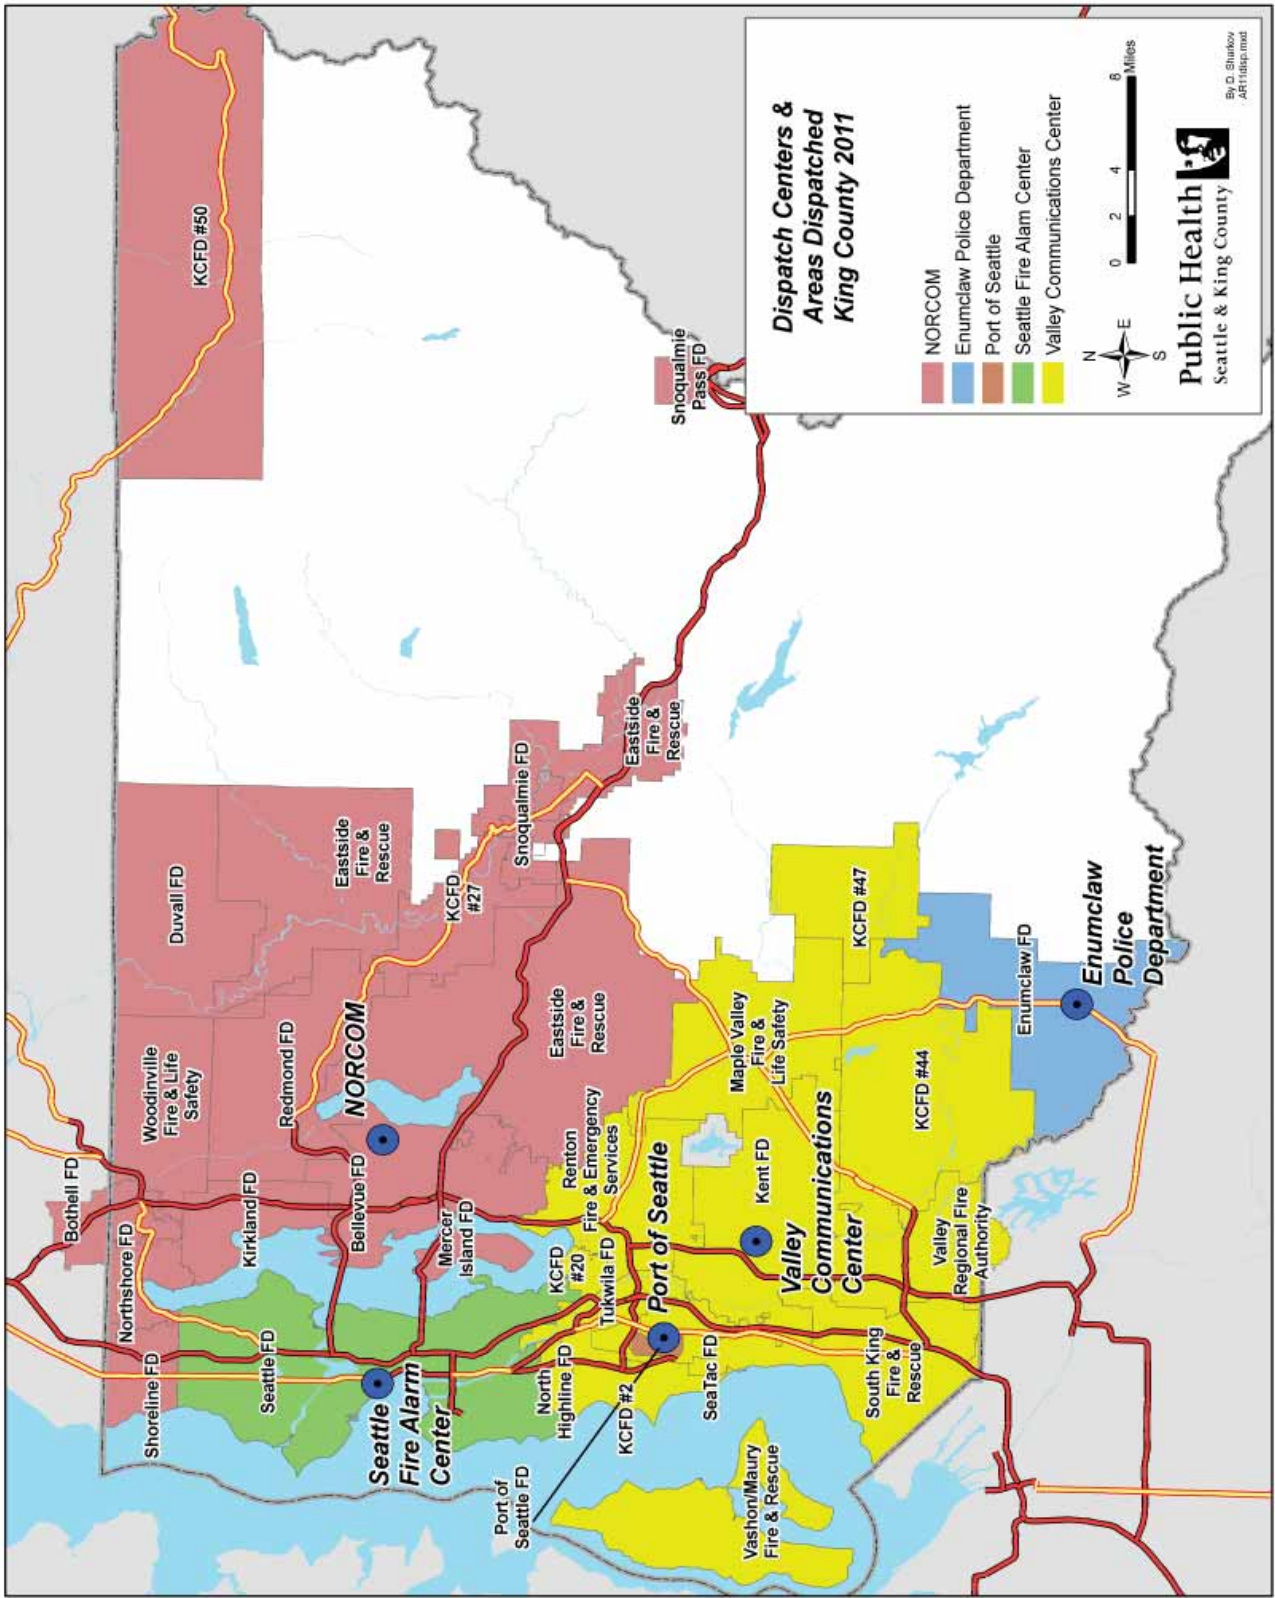 Dispatch Centers &
Areas Dispatched
King County 2011
NORCOM
Enumclaw Police Department
Port of Seattle
Seattle Fire Alarm Center
Valley Communications Center
N
W
E
S
0
2
4
8
Miles
Public Health
Seattle & King County
By D. Sharkov
AR11disp.mxd
KCFD #50
Snoqualmie
Pass FD
Bothell FD
Northshore FD
Shoreline FD
Woodinville
Fire & Life
Safety
Duvall FD
Kirkland FD
Redmond FD
Eastside
Fire &
Rescue
NORCOM
Bellevue FD
Seattle FD
Seattle
Fire Alarm
Center
Mercer
Island FD
KCFD
#27
Snoqualmie FD
Eastside
Fire &
Rescue
Eastside
Fire &
Rescue
Renton
Fire & Emergency
Services
KCFD
#20
Tukwila FD
North
Highline FD
KCFD #2
Port of
Seattle FD
Port of Seattle
SeaTac FD
Kent FD
Maple Valley
Fire &
Life Safety
KCFD #47
Valley
Communications
Center
Vashon/Maury
Fire & Rescue
South King
Fire &
Rescue
Valley
Regional Fire
Authority
KCFD #44
Enumclaw FD
Enumclaw
Police
Department